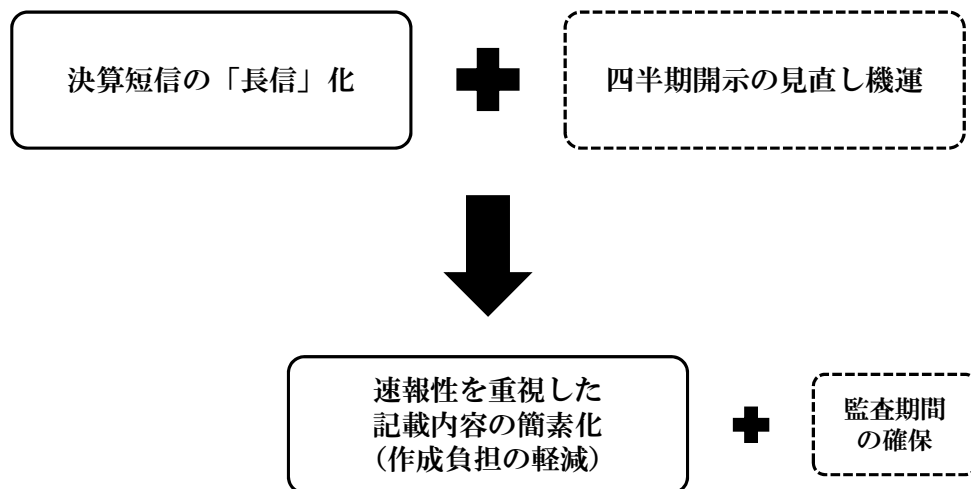 決算短信の「長信」化
四半期開示の見直し機運
速報性を重視した
記載内容の簡素化
（作成負担の軽減）
監査期間
の確保